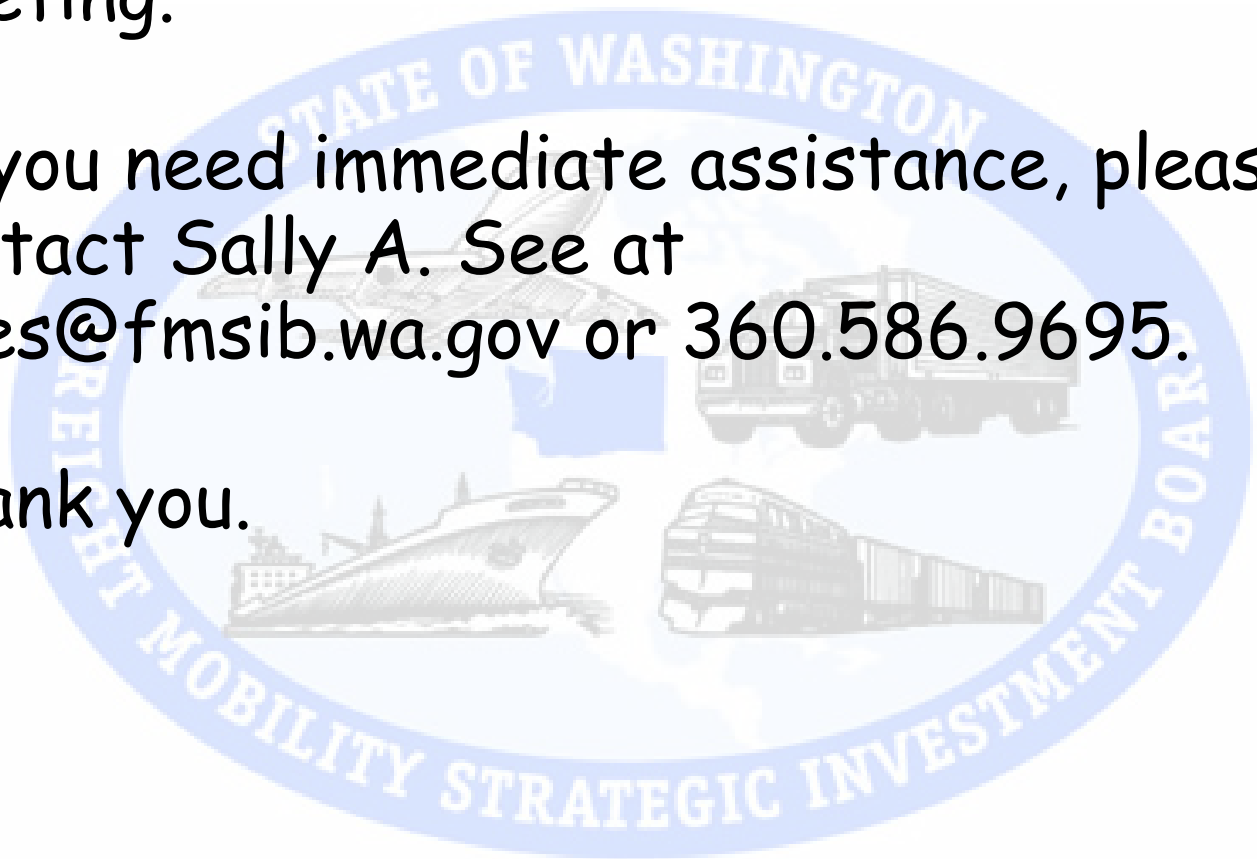 eting.
STATE OF WASHINGTON
you need immediate assistance, pleas
tact Sally A. See at
es@fmsib.wa.gov or 360.586.9695.
ank you.
FREIGHT MOBILITY STRATEGIC INVESTMENT BOARD